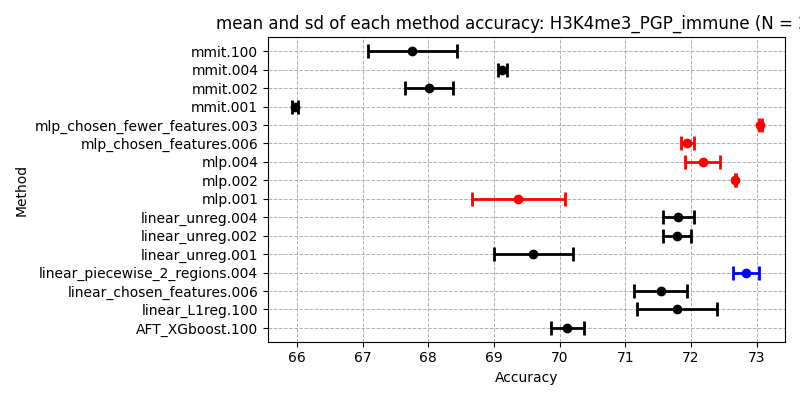 mean and sd of each method accuracy: H3K4me3_PGP_immune (N =
mmit.100
mmit.004
mmit.002
mmit.001
mlp_chosen_fewer_features.003
mlp_chosen_features.006
mlp.004
mlp.002
mlp.001
linear_unreg.004
linear_unreg.002
linear_unreg.001
linear_piecewise_2_regions.004
linear_chosen_features.006
linear_L1reg.100
AFT_XGboost.100
Method
66 67 68 69 70 71 72 73
Accuracy